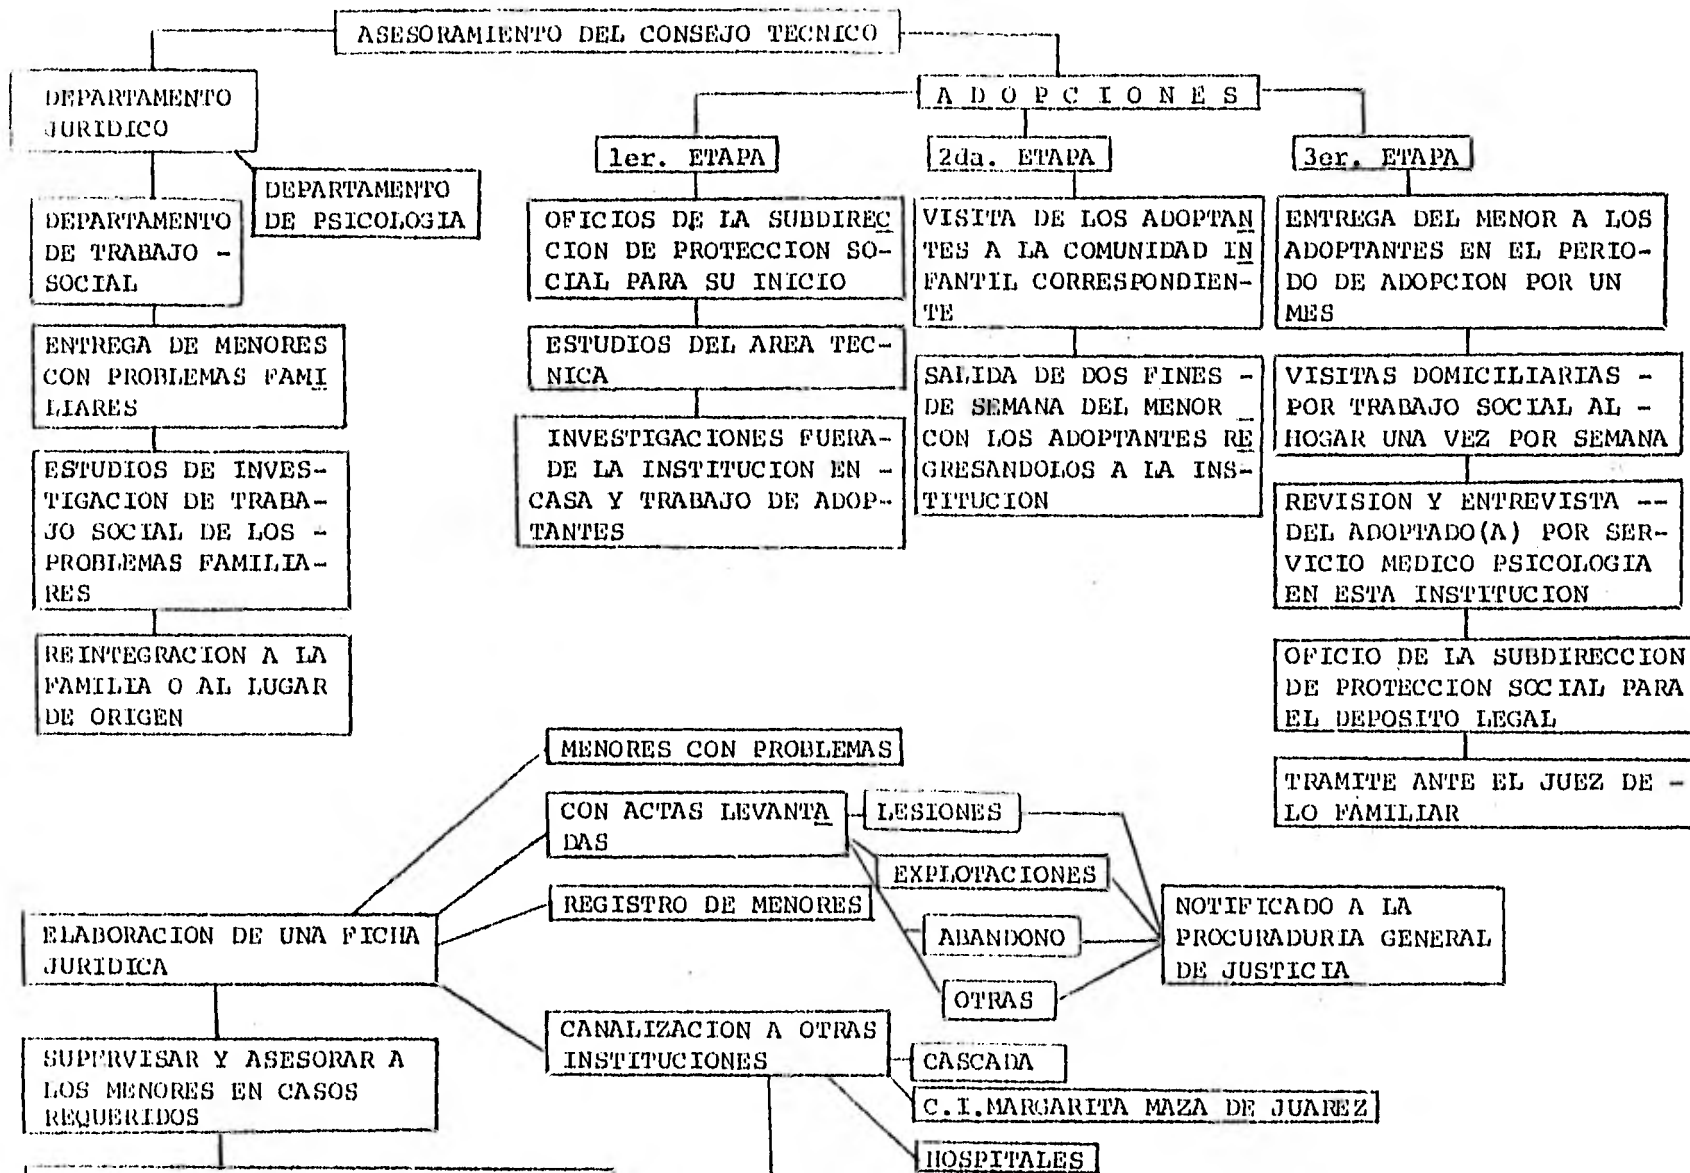 ASESORAMIENTO DEL CONSEJO TECNICO
DEPARTAMENTO
JURIDICO
DEPARTAMENTO
DE PSICOLOGIA
DEPARTAMENTO
DE TRABAJO -
SOCIAL
ENTREGA DE MENORES
CON PROBLEMAS FAMI
LIARES
ESTUDIOS DE INVES-
TIGACION DE TRABA-
JO SOCIAL DE LOS -
PROBLEMAS FAMILIA-
RES
REINTEGRACION A LA
FAMILIA O AL LUGAR
DE ORIGEN
A D O P C I O N E S
1er. ETAPA
OFICIOS DE LA SUBDIREC
CION DE PROTECCION SO-
CIAL PARA SU INICIO
ESTUDIOS DEL AREA TEC-
NICA
INVESTIGACIONES FUERA-
DE LA INSTITUCION EN -
CASA Y TRABAJO DE ADOP-
TANTES
2da. ETAPA
VISITA DE LOS ADOPTAN
TES A LA COMUNIDAD IN
FANTIL CORRESPONDIEN-
TE
SALIDA DE DOS FINES -
DE SEMANA DEL MENOR -
CON LOS ADOPTANTES RE
GRESANDOLOS A LA INS-
TITUCION
3er. ETAPA
ENTREGA DEL MENOR A LOS
ADOPTANTES EN EL PERIO-
DO DE ADOPCION POR UN
MES
VISITAS DOMICILIARIAS -
POR TRABAJO SOCIAL AL -
HOGAR UNA VEZ POR SEMANA
REVISION Y ENTREVISTA --
DEL ADOPTADO(A) POR SER-
VICIO MEDICO PSICOLOGIA
EN ESTA INSTITUCION
OFICIO DE LA SUBDIRECCION
DE PROTECCION SOCIAL PARA
EL DEPOSITO LEGAL
TRAMITE ANTE EL JUEZ DE -
LO FAMILIAR
ELABORACION DE UNA FICHA
JURIDICA
SUPERVISAR Y ASESORAR A
LOS MENORES EN CASOS
REQUERIDOS
MENORES CON PROBLEMAS
CON ACTAS LEVANTA
DAS
REGISTRO DE MENORES
CANALIZACION A OTRAS
INSTITUCIONES
LESIONES
EXPLOTACIONES
ABANDONO
OTRAS
NOTIFICADO A LA
PROCURADURIA GENERAL
DE JUSTICIA
CASCADA
C.I.MARGARITA MAZA DE JUAREZ
HOSPITALES